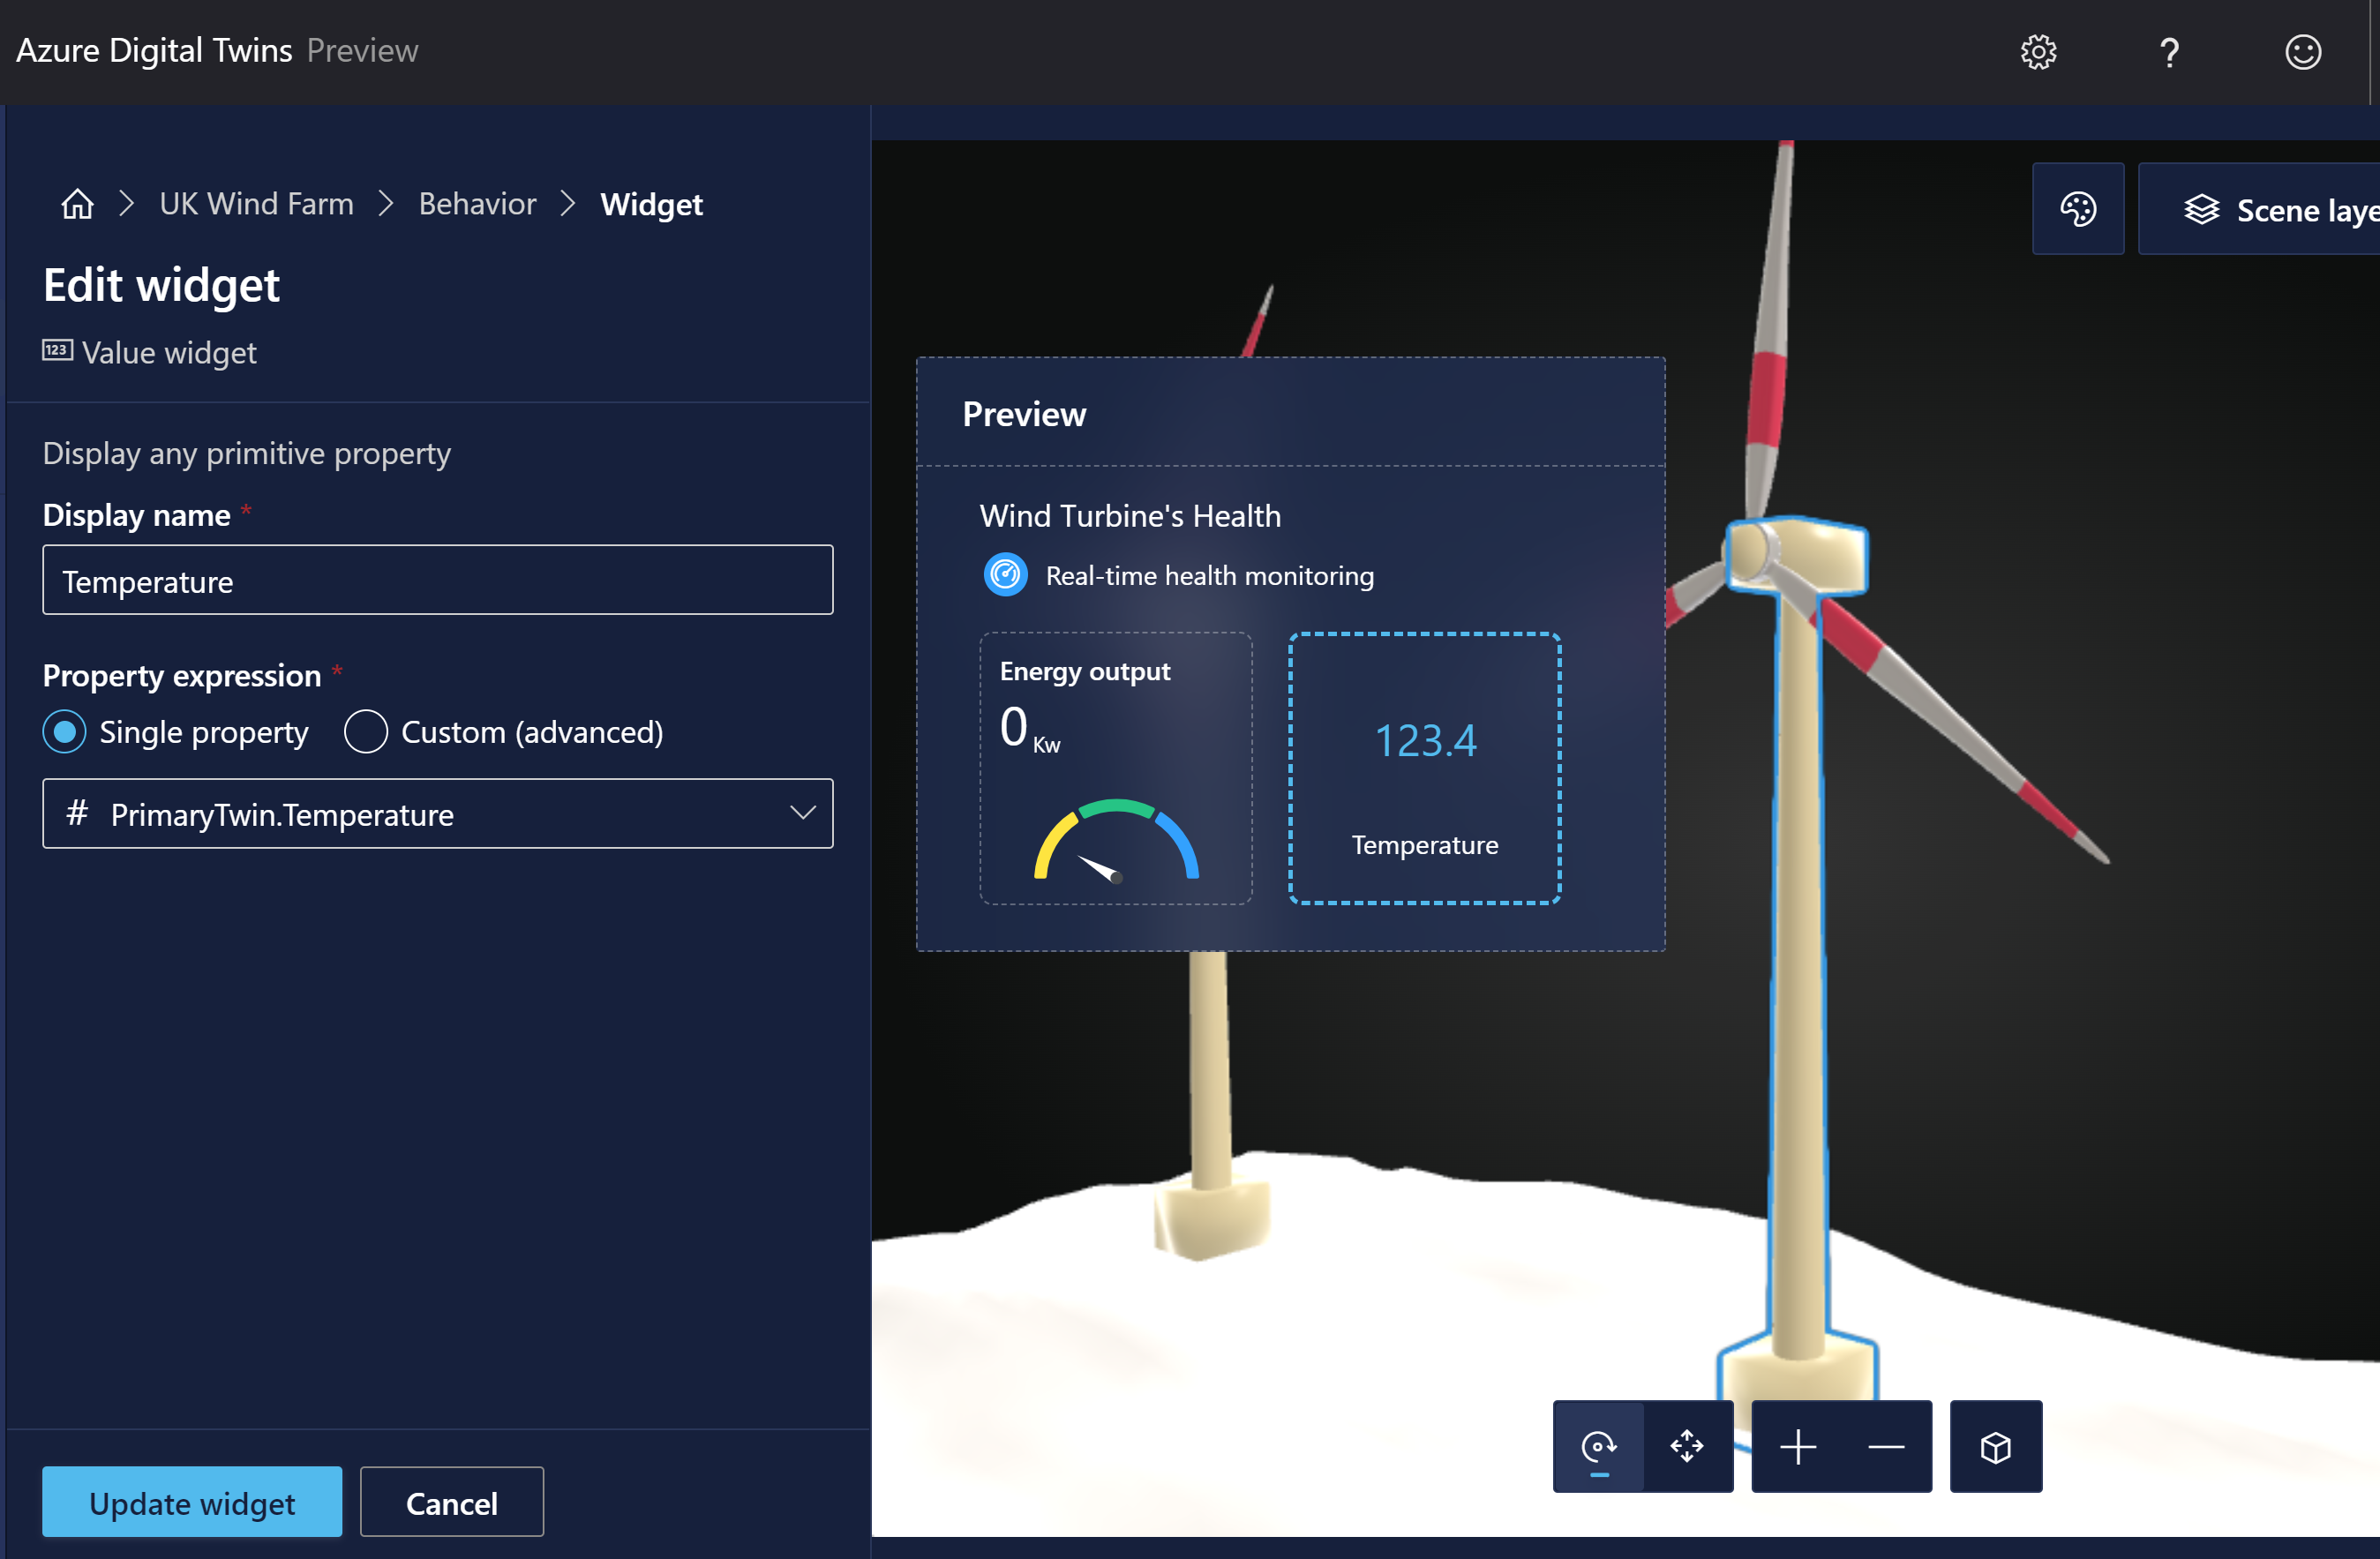 Azure Digital Twins Preview
UK Wind Farm Behavior Widget
Edit widget
123 Value widget
Display any primitive property
Display name *
Temperature
Property expression *
Single property Custom (advanced)
# PrimaryTwin.Temperature
Update widget Cancel
Scene laye
Preview
Wind Turbine's Health
Real-time health monitoring
Energy output
0 Kw
123.4
Temperature